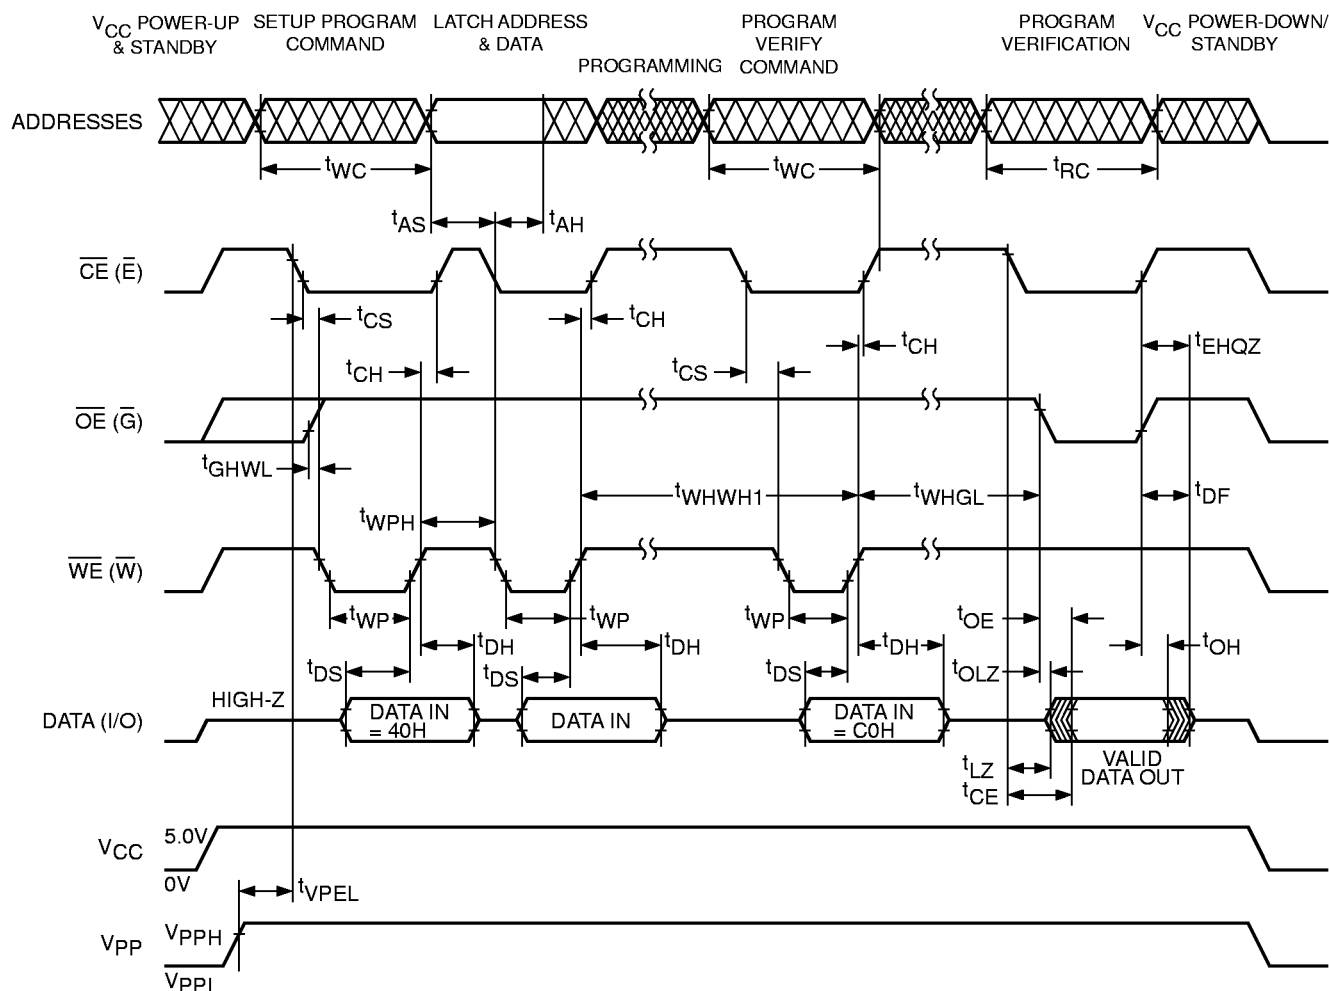 VCC POWER-UP & STANDBY
SETUP PROGRAM COMMAND
LATCH ADDRESS & DATA
PROGRAMMING
PROGRAM VERIFY COMMAND
PROGRAM VERIFICATION
VCC POWER-DOWN/ STANDBY
ADDRESSES
tWC
tWC
tRC
tAS
tAH
CE (E)
tCS
tCH
tCH
tCS
tCH
tEHQZ
OE (G)
tGHWL
tWPH
tWHWH1
tWHGL
tDF
WE (W)
tWP
tWP
tWP
tOE
tDH
tDH
tDH
tOH
tDS
tDS
tDS
tOLZ
DATA (I/O)
HIGH-Z
DATA IN = 40H
DATA IN
DATA IN = C0H
VALID DATA OUT
tLZ
tCE
VCC
5.0V
0V
tVPEL
VPP
VPPH
VPPL